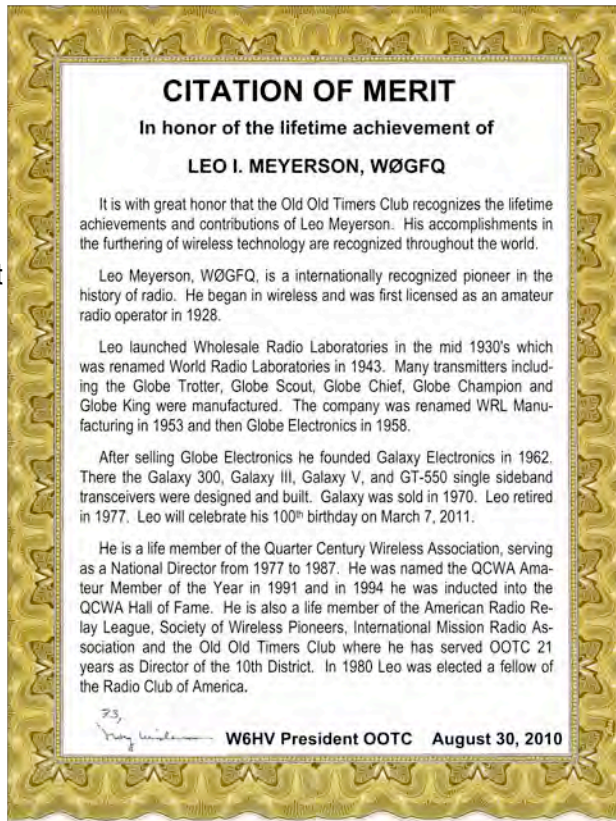 CITATION OF MERIT
In honor of the lifetime achievement of
LEO I. MEYERSON, WØGFQ
It is with great honor that the Old Old Timers Club recognizes the lifetime
achievements and contributions of Leo Meyerson. His accomplishments in
the furthering of wireless technology are recognized throughout the world.
Leo Meyerson, WØGFQ, is a internationally recognized pioneer in the
history of radio. He began in wireless and was first licensed as an amateur
radio operator in 1928.
Leo launched Wholesale Radio Laboratories in the mid 1930's which
was renamed World Radio Laboratories in 1943. Many transmitters includ-
ing the Globe Trotter, Globe Scout, Globe Chief, Globe Champion and
Globe King were manufactured. The company was renamed WRL Manu-
facturing in 1953 and then Globe Electronics in 1958.
After selling Globe Electronics he founded Galaxy Electronics in 1962.
There the Galaxy 300, Galaxy III, Galaxy V, and GT-550 single sideband
transceivers were designed and built. Galaxy was sold in 1970. Leo retired
in 1977. Leo will celebrate his 100th birthday on March 7, 2011.
He is a life member of the Quarter Century Wireless Association, serving
as a National Director from 1977 to 1987. He was named the QCWA Ama-
teur Member of the Year in 1991 and in 1994 he was inducted into the
QCWA Hall of Fame. He is also a life member of the American Radio Re-
lay League, Society of Wireless Pioneers, International Mission Radio As-
sociation and the Old Old Timers Club where he has served OOTC 21
years as Director of the 10th District. In 1980 Leo was elected a fellow of
the Radio Club of America.
73,
W6HV President OOTC August 30, 2010